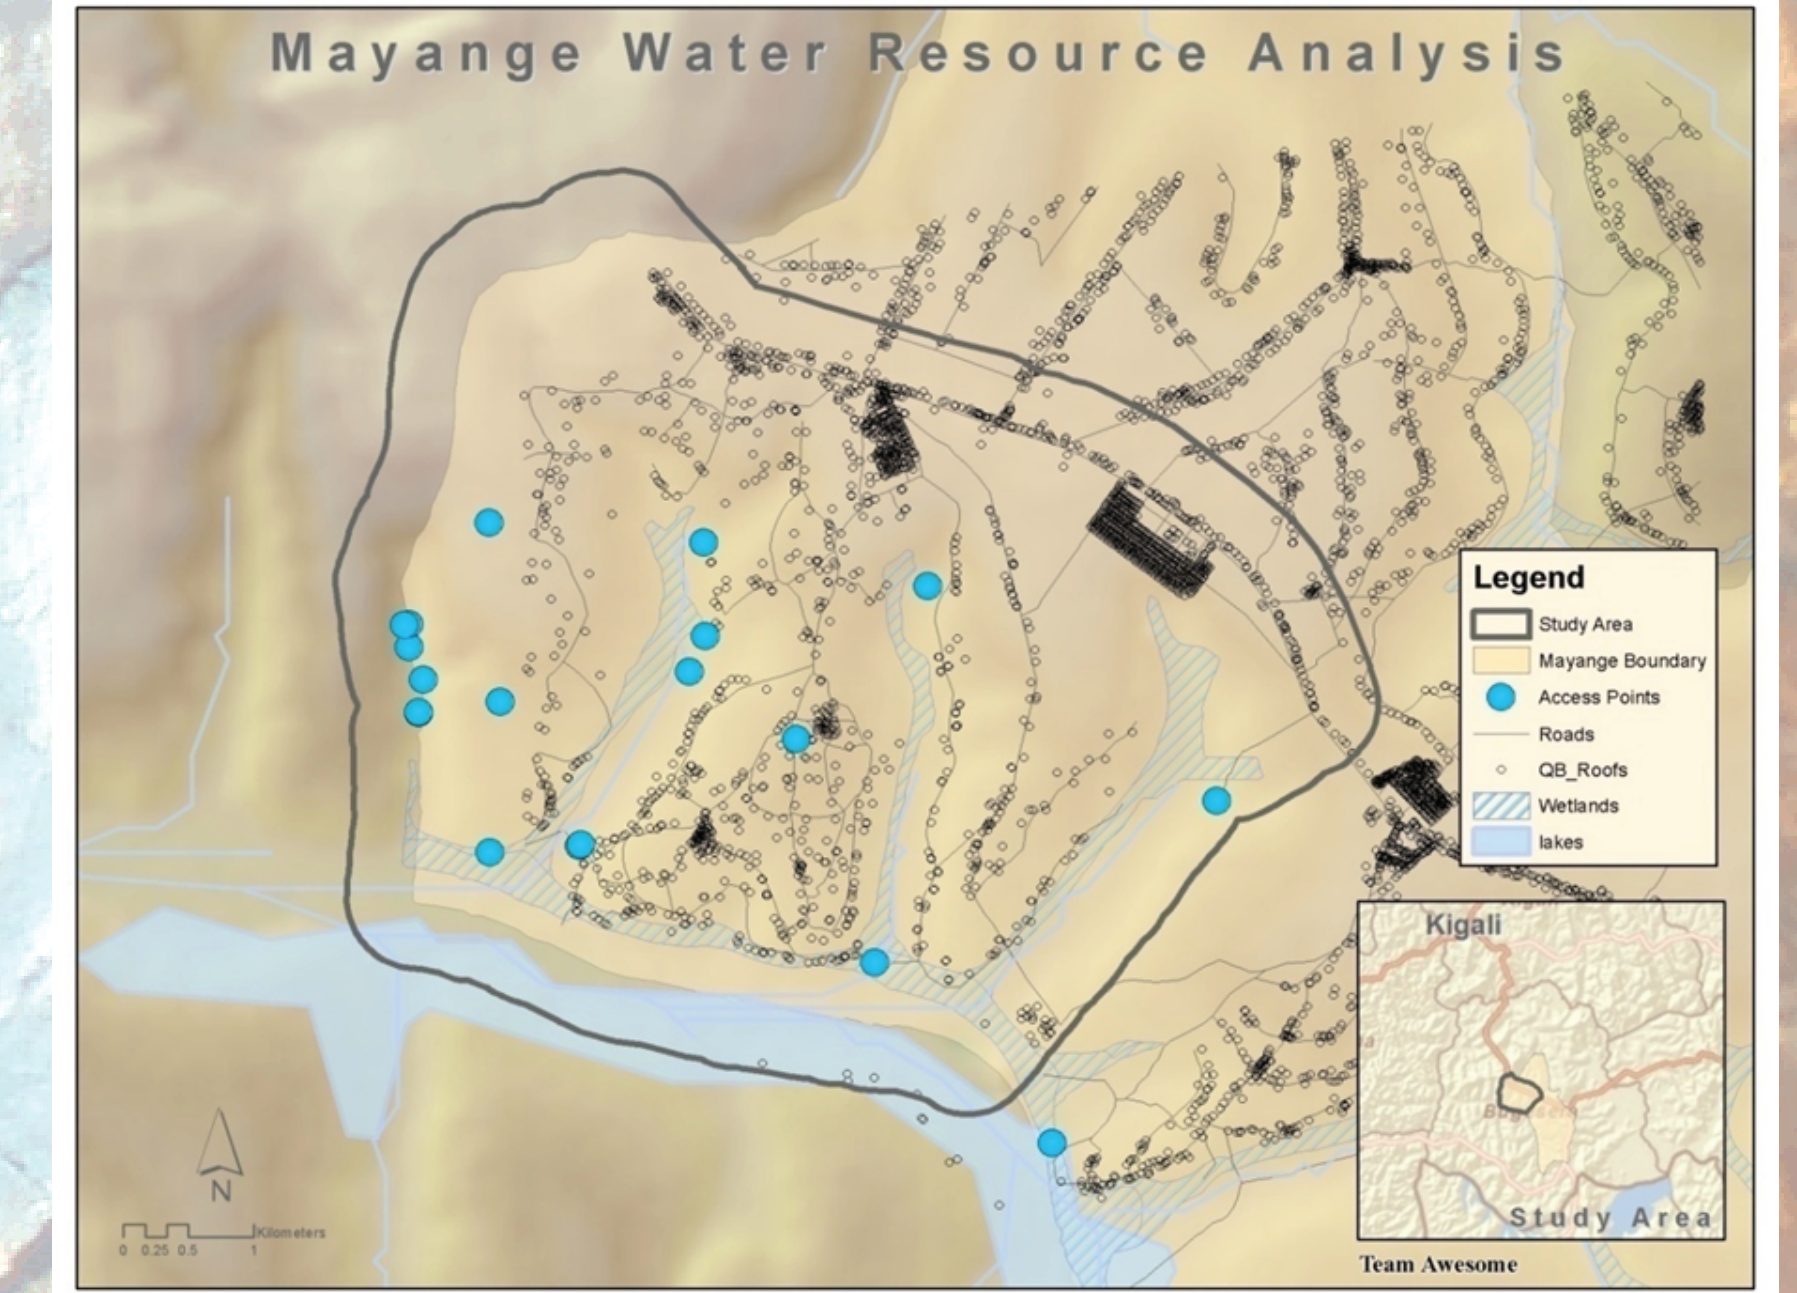 Mayange Water Resource Analysis
Legend
Study Area
Mayange Boundary
Access Points
Roads
QB_Roofs
Wetlands
lakes
Kigali
Study Area
Team Awesome
N
Kilometers
0 0.25 0.5 1